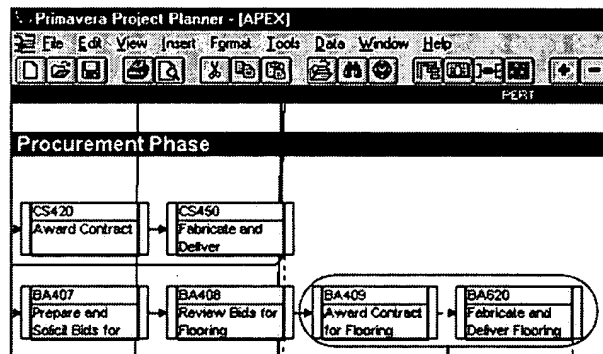 Primavera Project Planner - [APEX]
File Edit View Insert Format Tools Data Window Help
PERT
Procurement Phase
CS420
Award Contract
CS450
Fabricate and
Deliver
BA407
Prepare and
Solicit Bids for
BA408
Review Bids for
Flooring
BA409
Award Contract
for Flooring
BA620
Fabricate and
Deliver Flooring